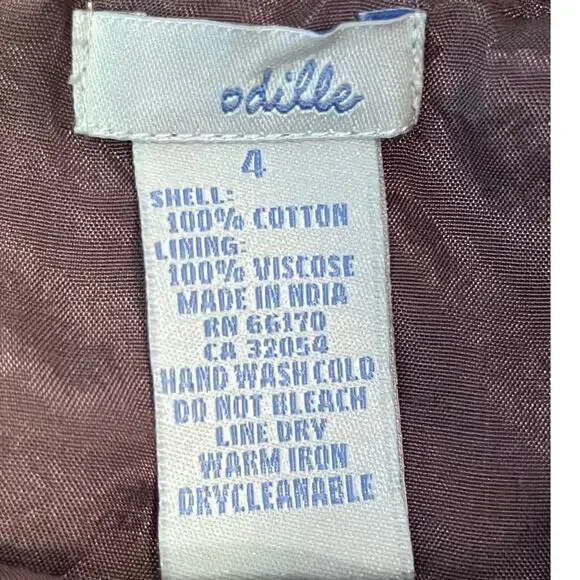 odille
4
SHELL:
100% COTTON
LINING:
100% VISCOSE
MADE IN INDIA
RN 66170
CA 32054
HAND WASH COLD
DO NOT BLEACH
LINE DRY
WARM IRON
DRYCLEANABLE